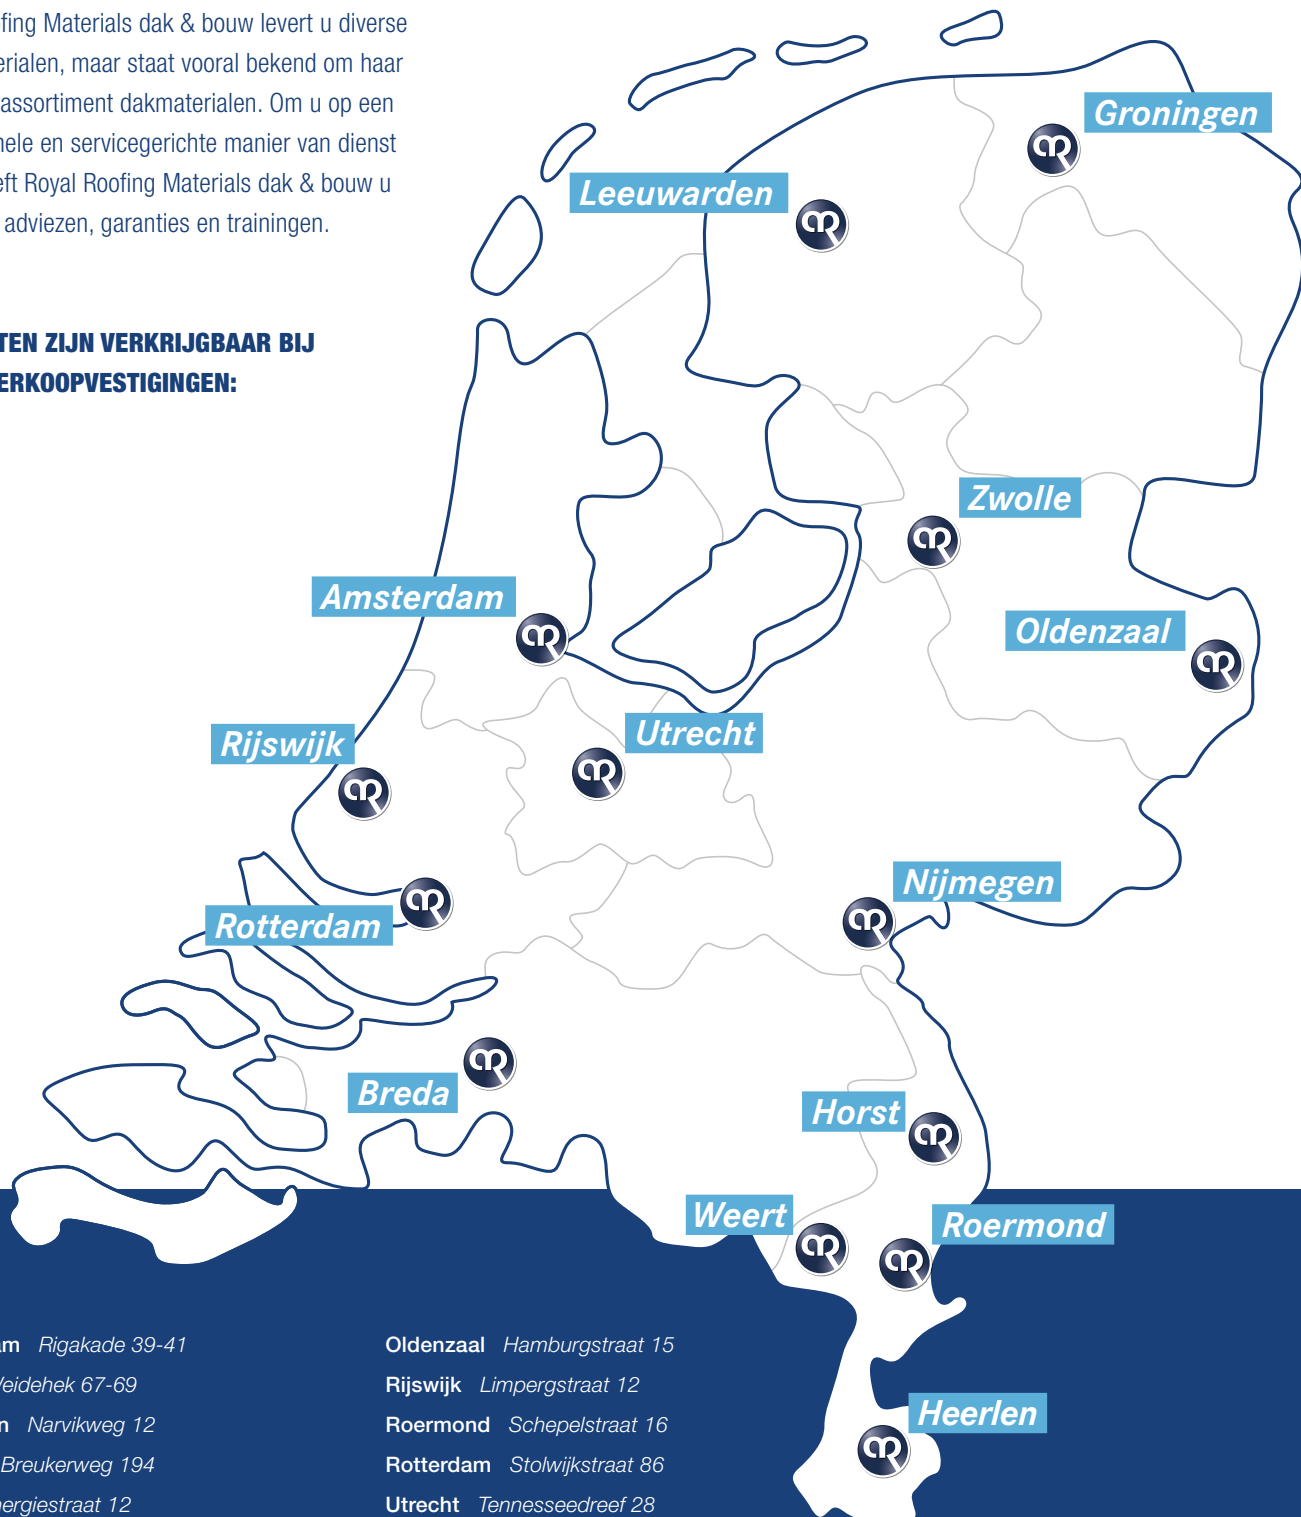 ofing Materials dak & bouw levert u diverse
erialen, maar staat vooral bekend om haar
assortiment dakmaterialen. Om u op een
nele en servicegerichte manier van dienst
eft Royal Roofing Materials dak & bouw u
adviezen, garanties en trainingen.
TEN ZIJN VERKRIJGBAAR BIJ
ERKOOPVESTIGINGEN:
Groningen
Leeuwarden
Zwolle
Amsterdam
Oldenzaal
Utrecht
Rijswijk
Nijmegen
Rotterdam
Breda
Horst
Weert
Roermond
Heerlen
am Rigakade 39-41
Weidehek 67-69
n Narvikweg 12
Breukerweg 194
nergiestraat 12
Oldenzaal Hamburgstraat 15
Rijswijk Limpergstraat 12
Roermond Schepelstraat 16
Rotterdam Stolwijkstraat 86
Utrecht Tennesseedreef 28